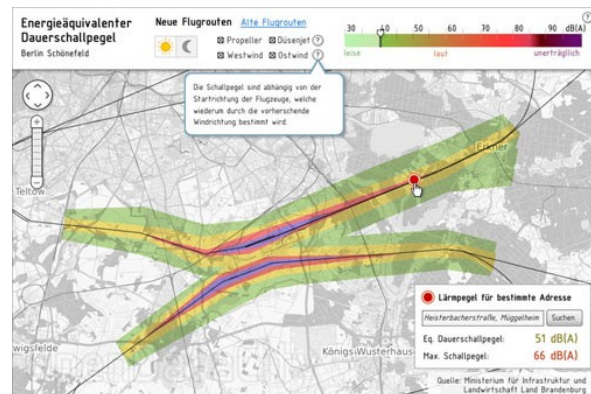 Energieäquivalenter
Dauerschallpegel
Berlin Schönefeld
Neue Flugrouten Alte Flugrouten
Propeller Düsenjet ?
Westwind Ostwind ?
30 40 50 60 70 80 90 dB(A)
?
leise laut unerträglich
Die Schallpegel sind abhängig von der
Startrichtung der Flugzeuge, welche
wiederum durch die vorherschende
Windrichtung bestimmt wird.
Teltow
Erkner
wigsfelde
Königs Wusterhaus
Lärmpegel für bestimmte Adresse
Heisterbacherstraße, Müggelheim Suchen
Eq. Dauerschallpegel: 51 dB(A)
Max. Schallpegel: 66 dB(A)
Quelle: Ministerium für Infrastruktur und
Landwirtschaft Land Brandenburg